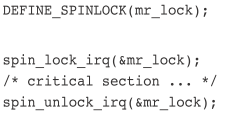 DEFINE_SPINLOCK(mr_lock);
spin_lock_irq(&mr_lock);
/* critical section ... */
spin_unlock_irq(&mr_lock);